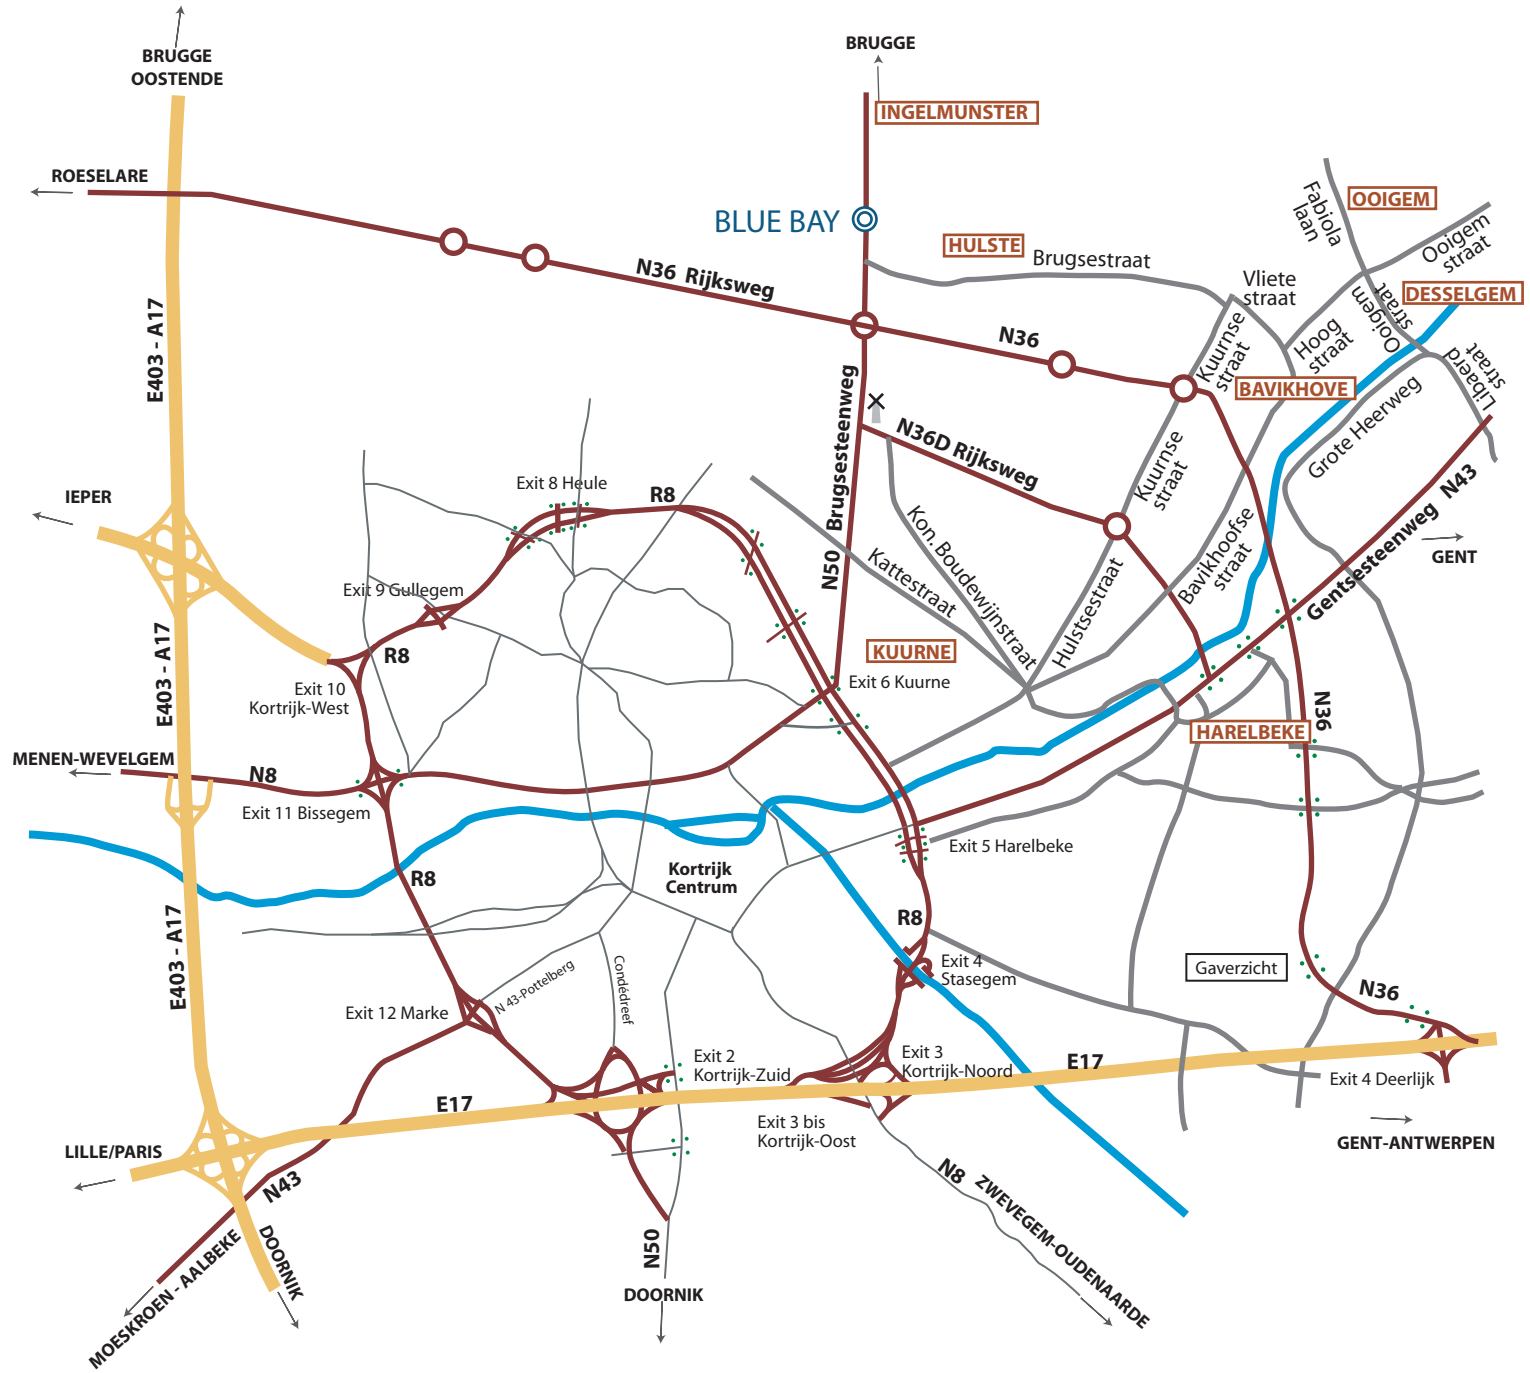 BRUGGE
OOSTENDE
BRUGGE
INGELMUNSTER
ROESELARE
Fabiola
laan
OOIGEM
BLUE BAY
HULSTE
Brugsestraat
Ooigem
straat
N36 Rijksweg
Vliete
straat
DESSELGEM
Ooigem
straat
E403 - A17
N36
Kuurnse
straat
Hoog
straat
Libaerd
straat
BAVIKHOVE
N50 Brugsesteenweg
N36D Rijksweg
Grote Heerweg
Kuurnse
straat
IEPER
Exit 8 Heule
R8
Gentsesteenweg N43
GENT
Kon. Boudewijnstraat
Kattestraat
Bavikhoofse
straat
Hulstsestraat
Exit 9 Gullegem
R8
E403 - A17
KUURNE
Exit 6 Kuurne
Exit 10
Kortrijk-West
N36
HARELBEKE
MENEN-WEVELGEM
N8
Exit 11 Bissegem
Exit 5 Harelbeke
R8
Kortrijk
Centrum
E403 - A17
R8
Exit 4
Stasegem
Gaverzicht
N 43-Pottelberg
Condédreef
N36
Exit 12 Marke
Exit 2
Kortrijk-Zuid
Exit 3
Kortrijk-Noord
E17
Exit 4 Deerlijk
E17
Exit 3 bis
Kortrijk-Oost
GENT-ANTWERPEN
LILLE/PARIS
N43
N8 ZWEVEGEM-OUDENAARDE
MOESKROEN - AALBEKE
DOORNIK
N50
DOORNIK